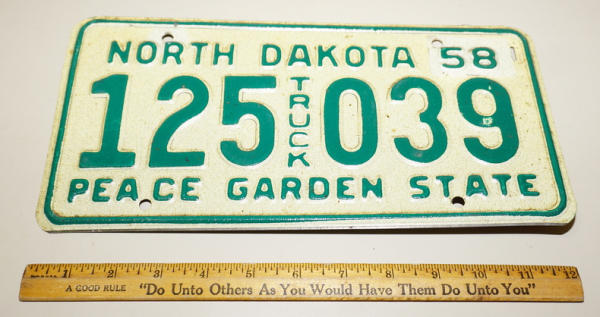 NORTH DAKOTA 58
125 TRUCK 039
PEACE GARDEN STATE
1 2 3 4 5 6 7 8 9 10 11 12
A GOOD RULE "Do Unto Others As You Would Have Them Do Unto You"